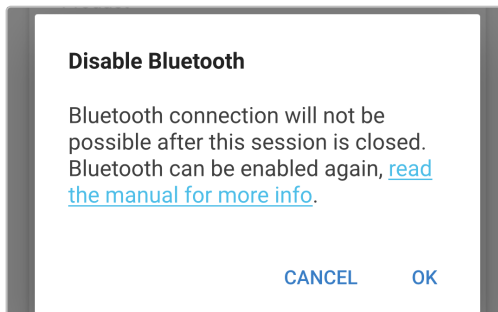 Disable Bluetooth
Bluetooth connection will not be
possible after this session is closed.
Bluetooth can be enabled again, read
the manual for more info.
CANCEL OK